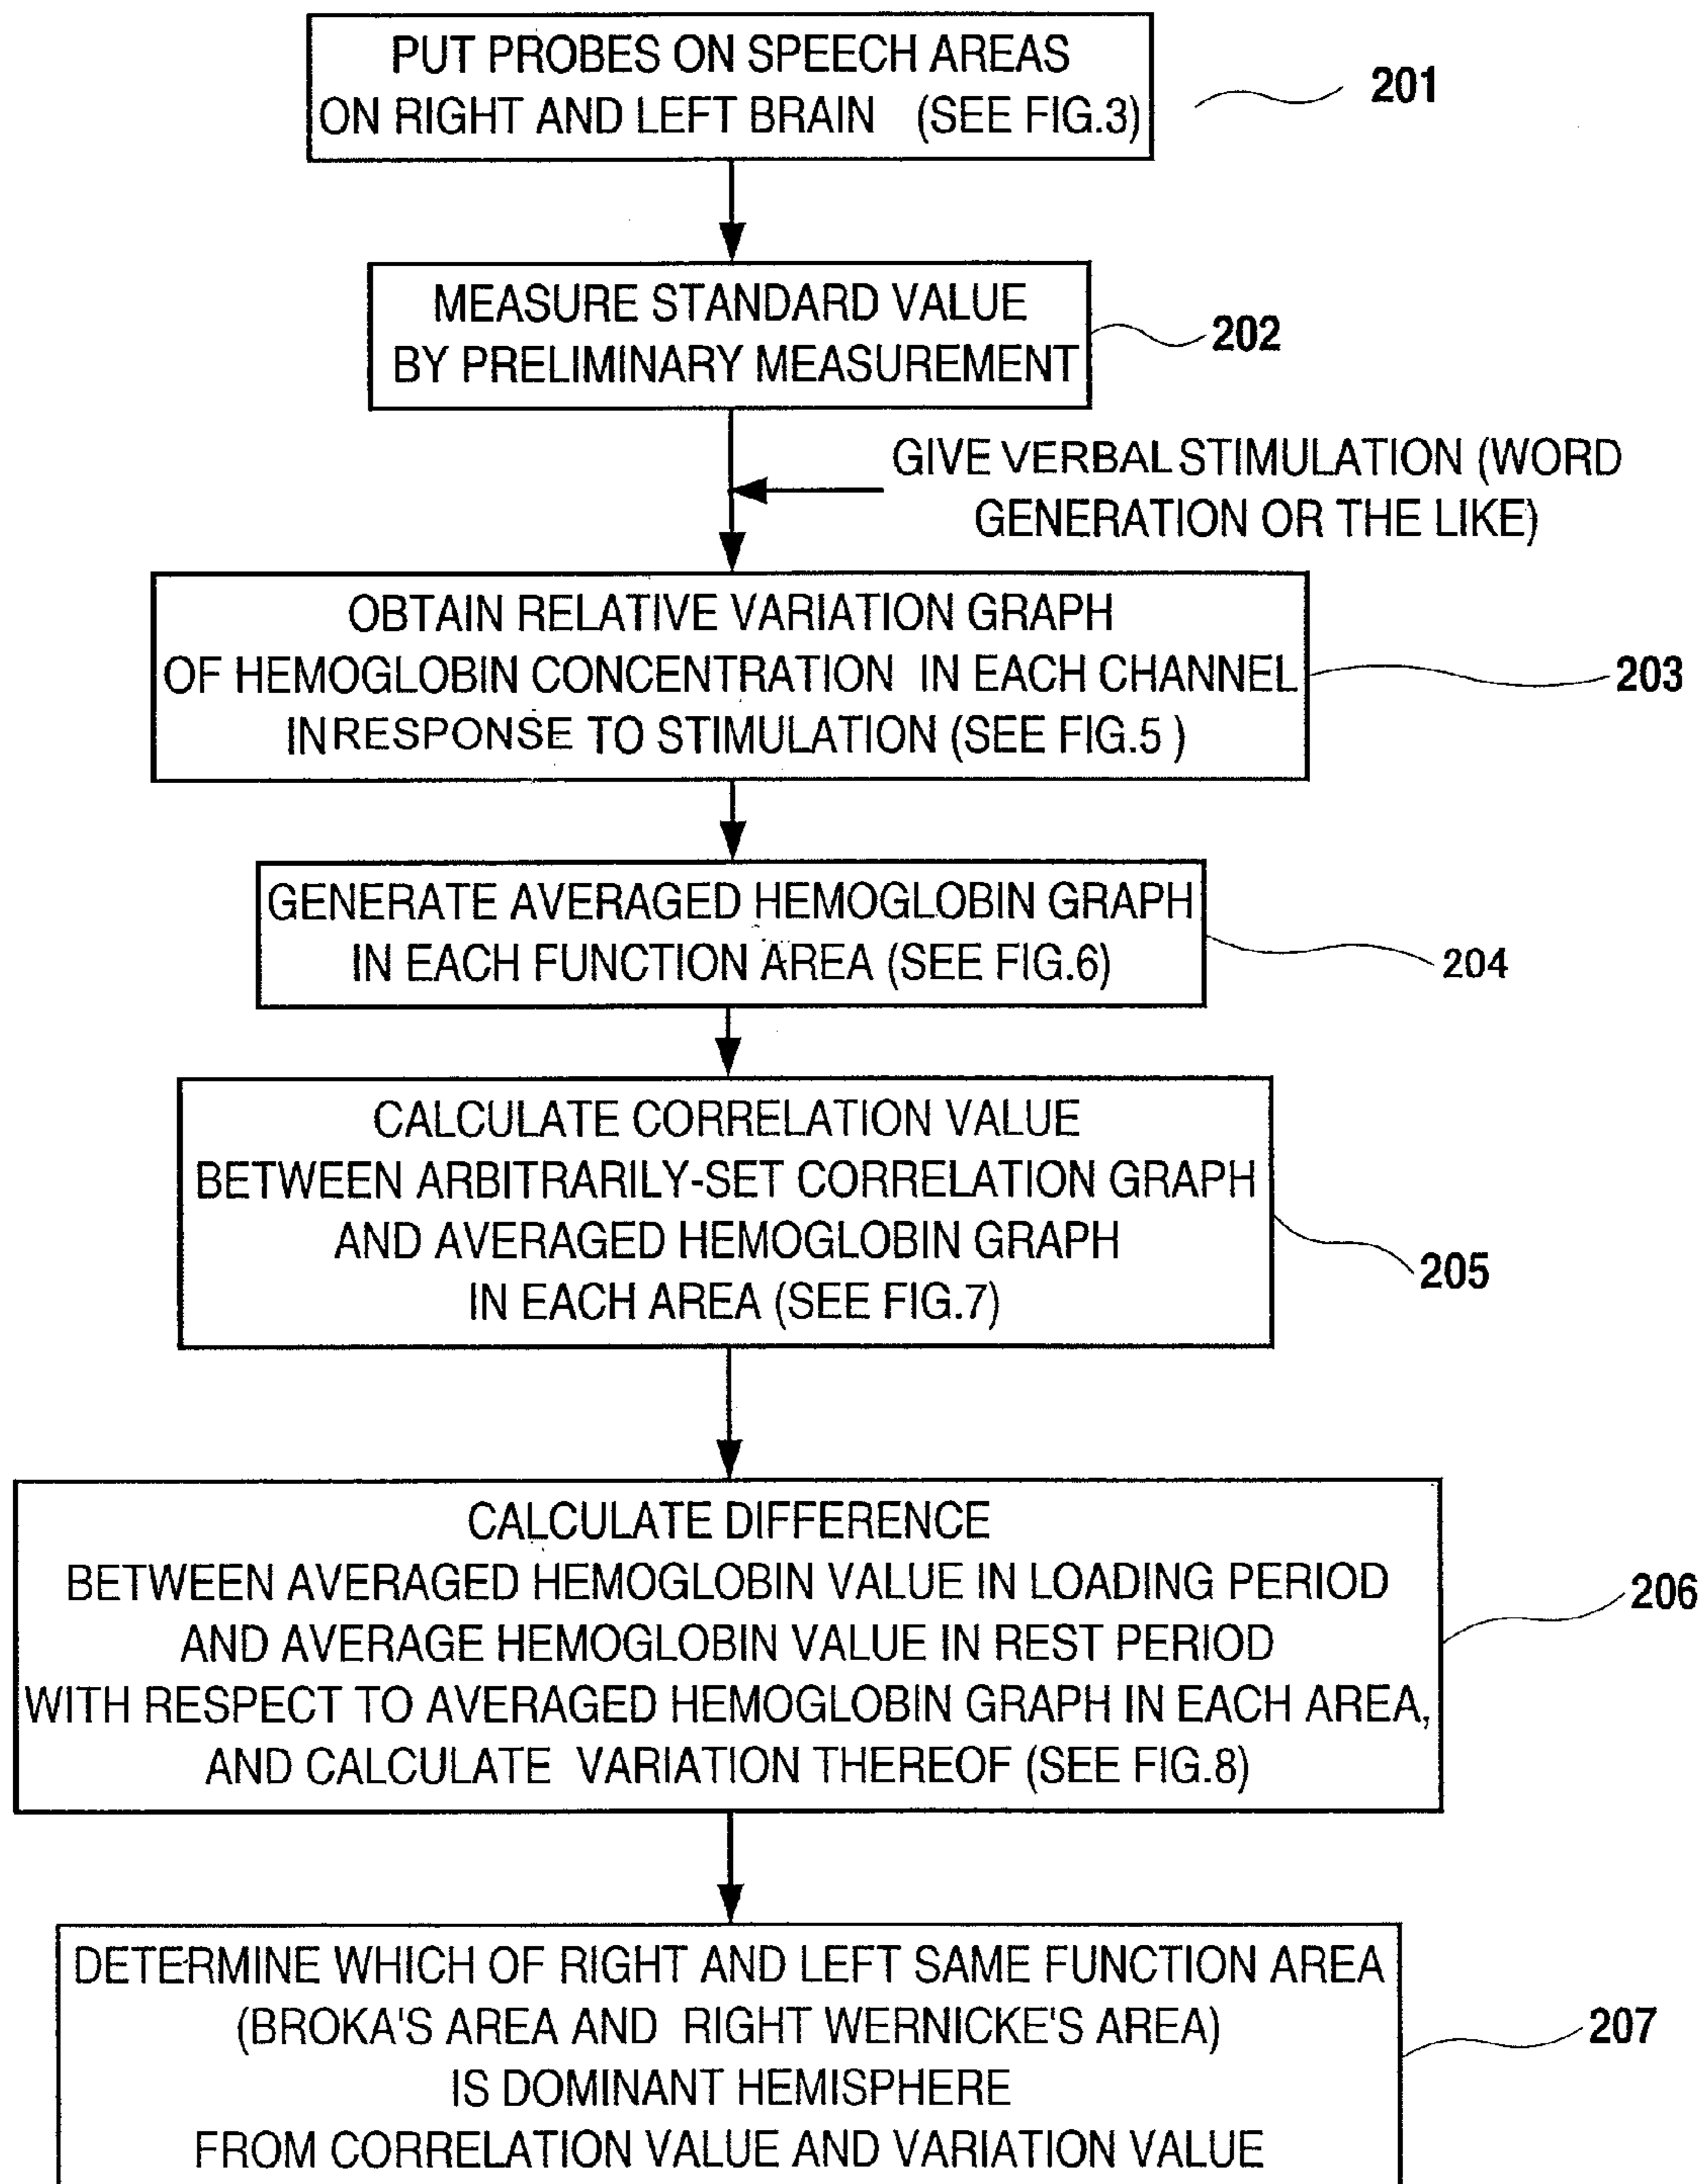 PUT PROBES ON SPEECH AREAS
ON RIGHT AND LEFT BRAIN (SEE FIG.3)
201
MEASURE STANDARD VALUE
BY PRELIMINARY MEASUREMENT
202
GIVE VERBAL STIMULATION (WORD
GENERATION OR THE LIKE)
OBTAIN RELATIVE VARIATION GRAPH
OF HEMOGLOBIN CONCENTRATION IN EACH CHANNEL
IN RESPONSE TO STIMULATION (SEE FIG.5 )
203
GENERATE AVERAGED HEMOGLOBIN GRAPH
IN EACH FUNCTION AREA (SEE FIG.6)
204
CALCULATE CORRELATION VALUE
BETWEEN ARBITRARILY-SET CORRELATION GRAPH
AND AVERAGED HEMOGLOBIN GRAPH
IN EACH AREA (SEE FIG.7)
205
CALCULATE DIFFERENCE
BETWEEN AVERAGED HEMOGLOBIN VALUE IN LOADING PERIOD
AND AVERAGE HEMOGLOBIN VALUE IN REST PERIOD
WITH RESPECT TO AVERAGED HEMOGLOBIN GRAPH IN EACH AREA,
AND CALCULATE VARIATION THEREOF (SEE FIG.8)
206
DETERMINE WHICH OF RIGHT AND LEFT SAME FUNCTION AREA
(BROKA'S AREA AND RIGHT WERNICKE'S AREA)
IS DOMINANT HEMISPHERE
FROM CORRELATION VALUE AND VARIATION VALUE
207